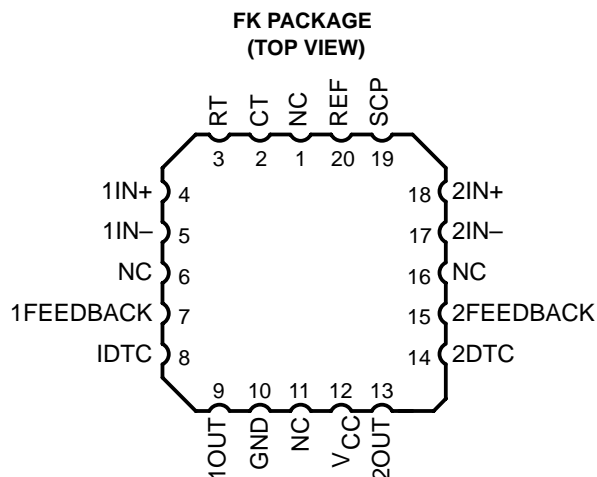 FK PACKAGE
(TOP VIEW)
RT
CT
NC
REF
SCP
3 2 1 20 19
1IN+ 4
1IN– 5
NC 6
1FEEDBACK 7
IDTC 8
18 2IN+
17 2IN–
16 NC
15 2FEEDBACK
14 2DTC
9 10 11 12 13
1OUT
GND
NC
VCC
2OUT